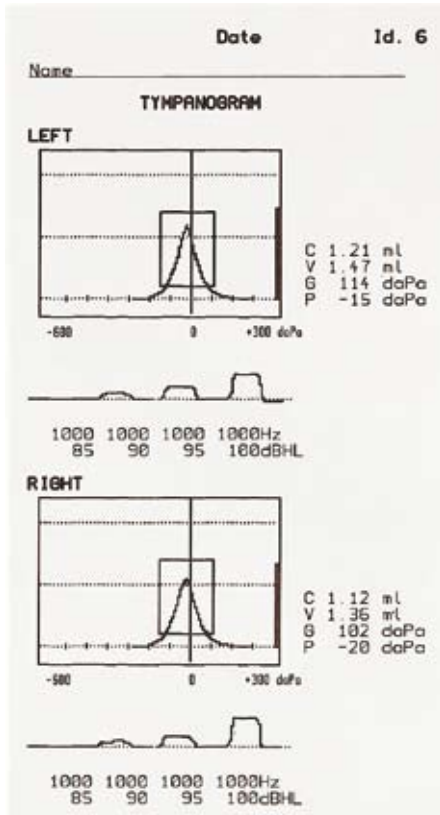 Date Id. 6
Name
TYMPANOGRAM
LEFT
C 1.21 ml
V 1.47 ml
G 114 daPa
P -15 daPa
-600 0 +300 daPa
1000 1000 1000 1000Hz
85 90 95 100dBHL
RIGHT
C 1.12 ml
V 1.36 ml
G 102 daPa
P -20 daPa
-600 0 +300 daPa
1000 1000 1000 1000Hz
85 90 95 100dBHL